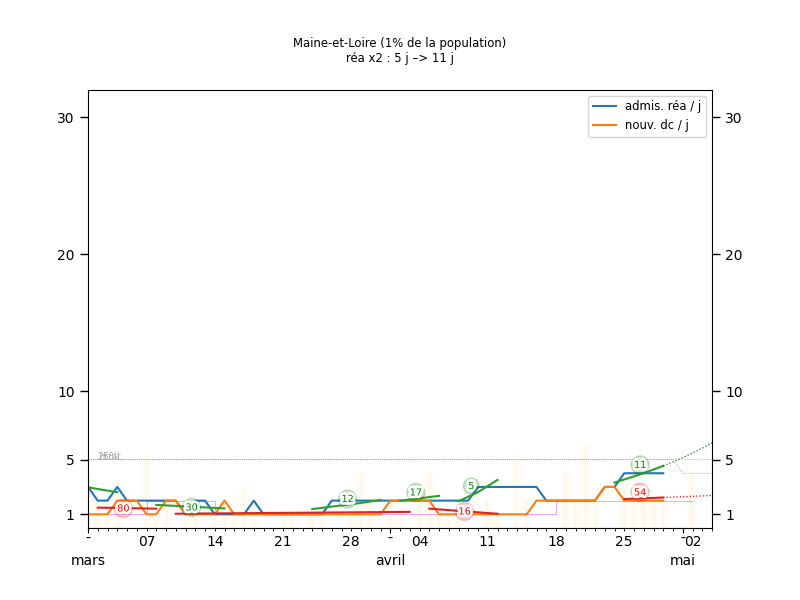 Maine-et-Loire (1% de la population)
réa x2 : 5 j –> 11 j
admis. réa / j
nouv. dc / j
30 30
20 20
10 10
5 5
1 1
80
30
12
17
5
16
11
54
- 07 14 21 28 - 04 11 18 25 - 02
mars avril mai